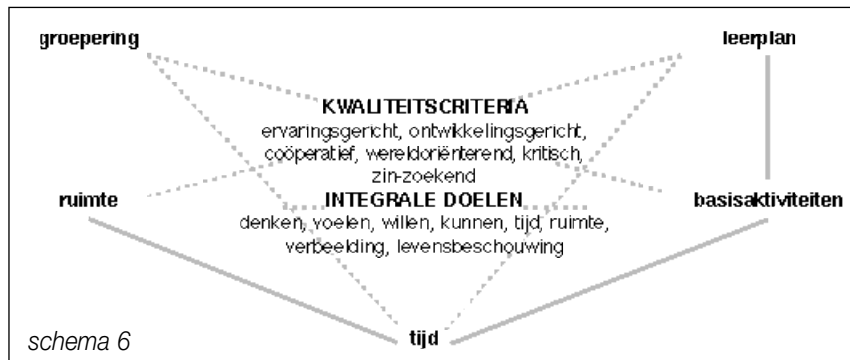 groepering leerplan
KWALITEITSCRITERIA
ervaringsgericht, ontwikkelingsgericht,
coöperatief, wereldoriënterend, kritisch,
zin-zoekend
ruimte INTEGRALE DOELEN basisaktiviteiten
denken, voelen, willen, kunnen, tijd, ruimte,
verbeelding, levensbeschouwing
tijd
schema 6